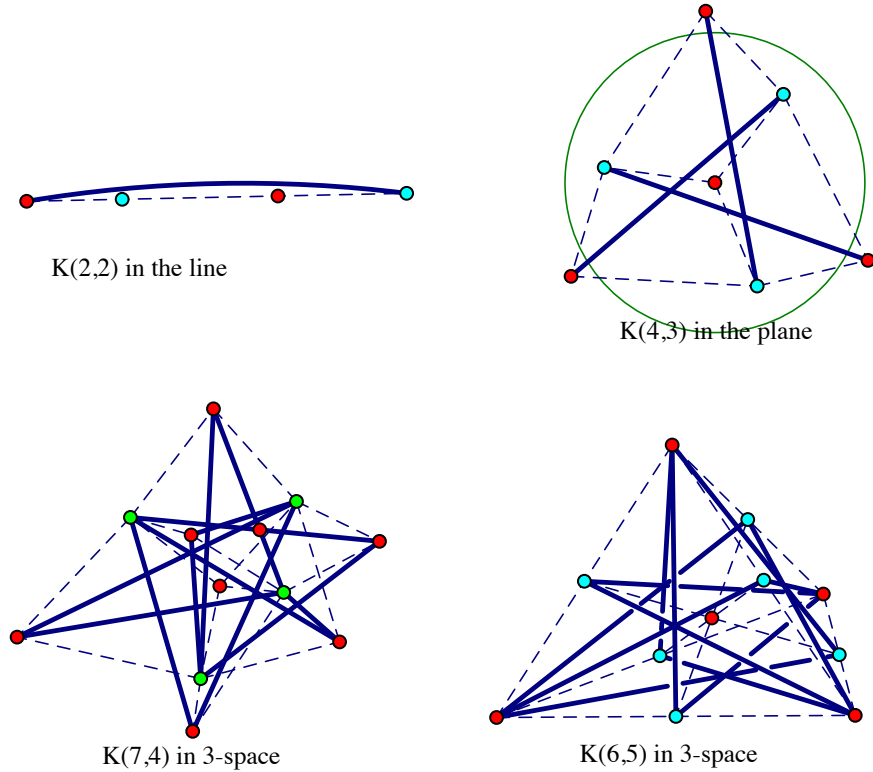 K(2,2) in the line
K(4,3) in the plane
K(7,4) in 3-space
K(6,5) in 3-space